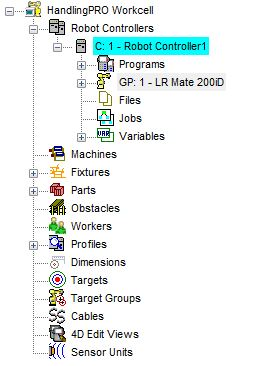 HandlingPRO Workcell
Robot Controllers
C: 1 - Robot Controller1
Programs
GP: 1 - LR Mate 200iD
Files
Jobs
Variables
Machines
Fixtures
Parts
Obstacles
Workers
Profiles
Dimensions
Targets
Target Groups
Cables
4D Edit Views
Sensor Units